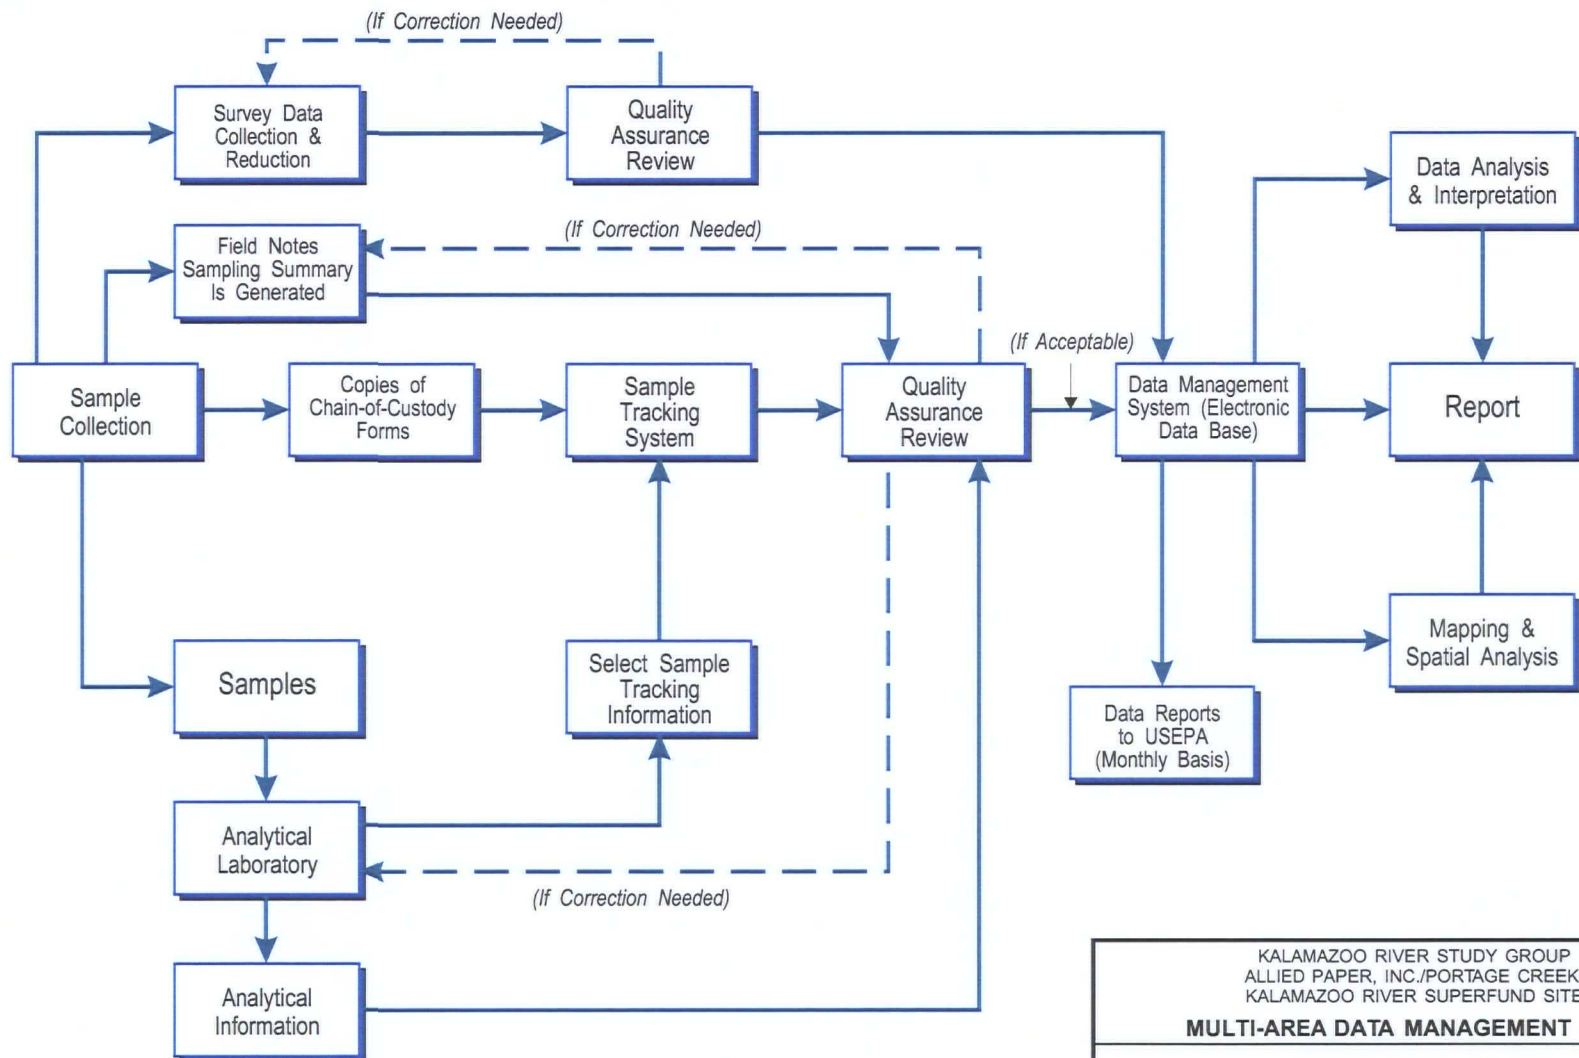 (If Correction Needed)
Survey Data
Collection &
Reduction
Quality
Assurance
Review
Data Analysis
& Interpretation
Field Notes
Sampling Summary
Is Generated
(If Correction Needed)
(If Acceptable)
Sample
Collection
Copies of
Chain-of-Custody
Forms
Sample
Tracking
System
Quality
Assurance
Review
Data Management
System (Electronic
Data Base)
Report
Samples
Select Sample
Tracking
Information
Mapping &
Spatial Analysis
Data Reports
to USEPA
(Monthly Basis)
Analytical
Laboratory
(If Correction Needed)
Analytical
Information
KALAMAZOO RIVER STUDY GROUP
ALLIED PAPER, INC./PORTAGE CREEK
KALAMAZOO RIVER SUPERFUND SITE
MULTI-AREA DATA MANAGEMENT